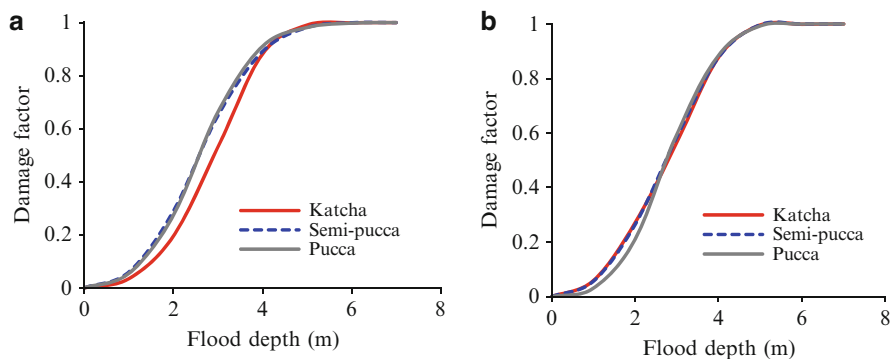 a
Damage factor
1
0.8
0.6
0.4
0.2
0
Katcha
Semi-pucca
Pucca
0 2 4 6 8
Flood depth (m)
b
Damage factor
1
0.8
0.6
0.4
0.2
0
Katcha
Semi-pucca
Pucca
0 2 4 6 8
Flood depth (m)